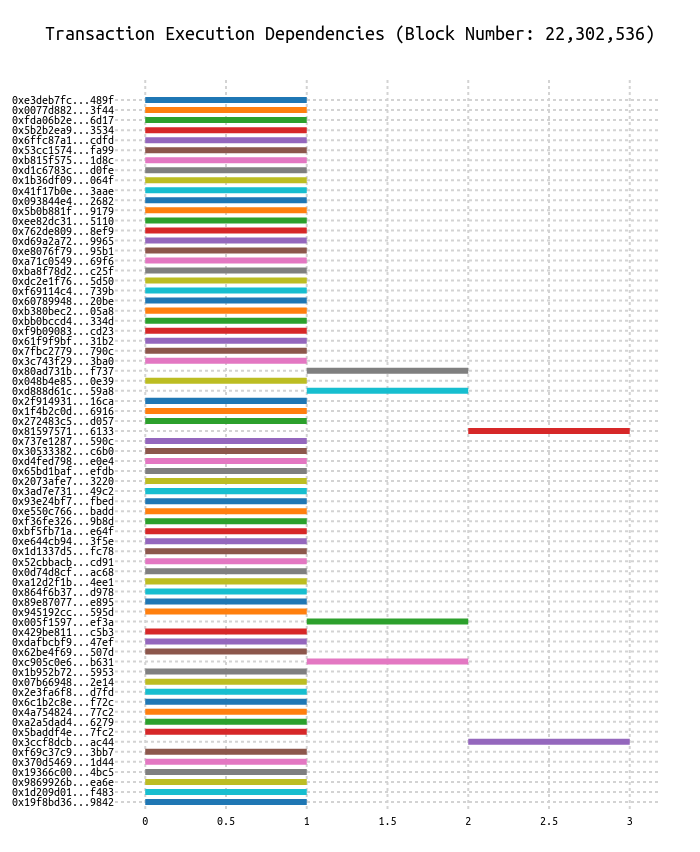 Transaction Execution Dependencies (Block Number: 22,302,536)
0xe3deb7fc...489f
0x0077d882...3f44
0xfda06b2e...6d17
0x5b2b2ea9...3534
0x6ffc87a1...cdfd
0x53cc1574...fa99
0xb815f575...1d8c
0xd1c6783c...d0fe
0x1b36df09...064f
0x41f17b0e...3aae
0x093844e4...2682
0x5b0b881f...9179
0xee82dc31...5110
0x762de809...8ef9
0xd69a2a72...9965
0xe8076f79...95b1
0xa71c0549...69f6
0xba8f78d2...c25f
0xdc2e1f76...5d50
0xf69114c4...739b
0x60789948...20be
0xb380bec2...05a8
0xbb0bccd4...334d
0xf9b09083...cd23
0x61f9f9bf...31b2
0x7fbc2779...790c
0x3c743f29...3ba0
0x80ad731b...f737
0x048b4e85...0e39
0xd888d61c...59a8
0x2f914931...16ca
0x1f4b2c0d...6916
0x272483c5...d057
0x81597571...6133
0x737e1287...590c
0x30533382...c6b0
0xd4fed798...e0e4
0x65bd1baf...efdb
0x2073afe7...3220
0x3ad7e731...49c2
0x93e24bf7...fbed
0xe550c766...badd
0xf36fe326...9b8d
0xbf5fb71a...e64f
0xe644cb94...3f5e
0x1d1337d5...fc78
0x52cbbacb...cd91
0x0d74d8cf...ac68
0xa12d2f1b...4ee1
0x864f6b37...d978
0x89e87077...e895
0x945192cc...595d
0x005f1597...ef3a
0x429be811...c5b3
0xdafbcbf9...47ef
0x62be4f69...507d
0xc905c0e6...b631
0x1b952b72...5953
0x07b66948...2e14
0x2e3fa6f8...d7fd
0x6c1b2c8e...f72c
0x4a754824...77c2
0xa2a5dad4...6279
0x5baddf4e...7fc2
0x3ccf8dcb...ac44
0xf69c37c9...3bb7
0x370d5469...1d44
0x19366c00...4bc5
0x9869926b...ea6e
0x1d209d01...f483
0x19f8bd36...9842
0 0.5 1 1.5 2 2.5 3